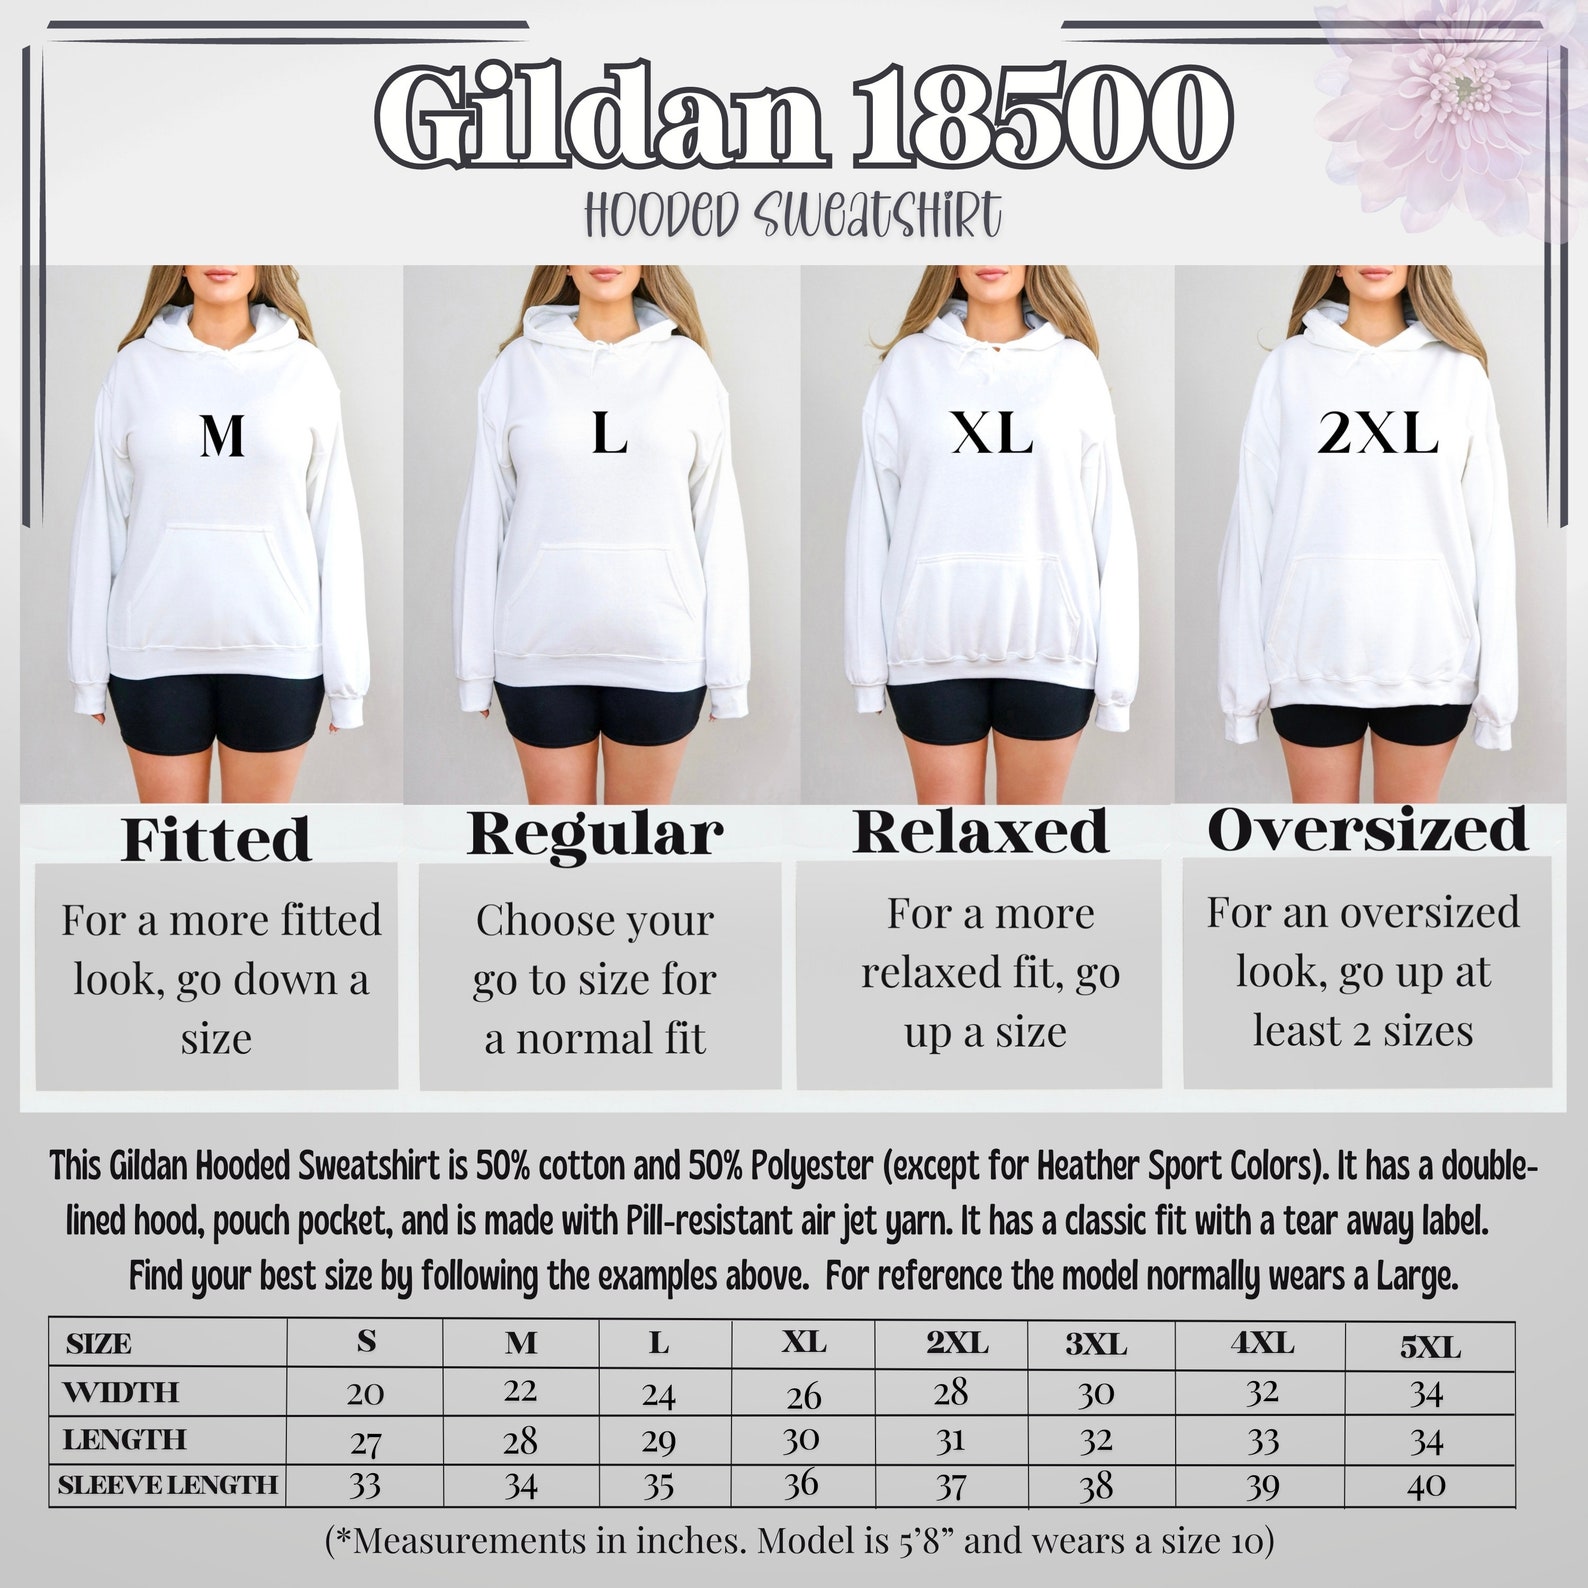 Gildan 18500
HOODED SWEATSHIRT
M
L
XL
2XL
Fitted
Regular
Relaxed
Oversized
For a more fitted
look, go down a
size
Choose your
go to size for
a normal fit
For a more
relaxed fit, go
up a size
For an oversized
look, go up at
least 2 sizes
This Gildan Hooded Sweatshirt is 50% cotton and 50% Polyester (except for Heather Sport Colors). It has a double-
lined hood, pouch pocket, and is made with Pill-resistant air jet yarn. It has a classic fit with a tear away label.
Find your best size by following the examples above. For reference the model normally wears a Large.
SIZE S M L XL 2XL 3XL 4XL 5XL
WIDTH 20 22 24 26 28 30 32 34
LENGTH 27 28 29 30 31 32 33 34
SLEEVE LENGTH 33 34 35 36 37 38 39 40
(*Measurements in inches. Model is 5’8” and wears a size 10)